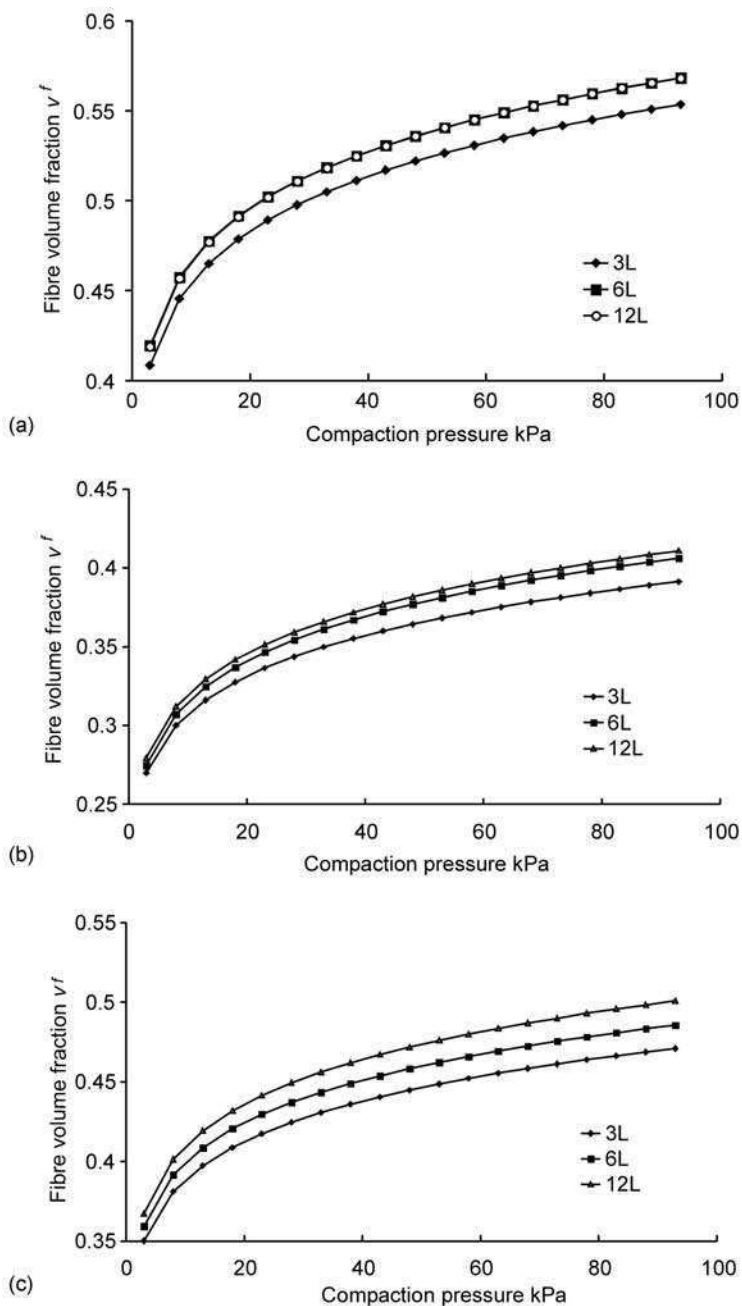 0.6
0.55
0.5
0.45
0.4
Fibre volume fraction v^f
3L
6L
12L
0 20 40 60 80 100
Compaction pressure kPa
(a)
0.45
0.4
0.35
0.3
0.25
Fibre volume fraction v^f
3L
6L
12L
0 20 40 60 80 100
Compaction pressure kPa
(b)
0.55
0.5
0.45
0.4
0.35
Fibre volume fraction v^f
3L
6L
12L
0 20 40 60 80 100
Compaction pressure kPa
(c)